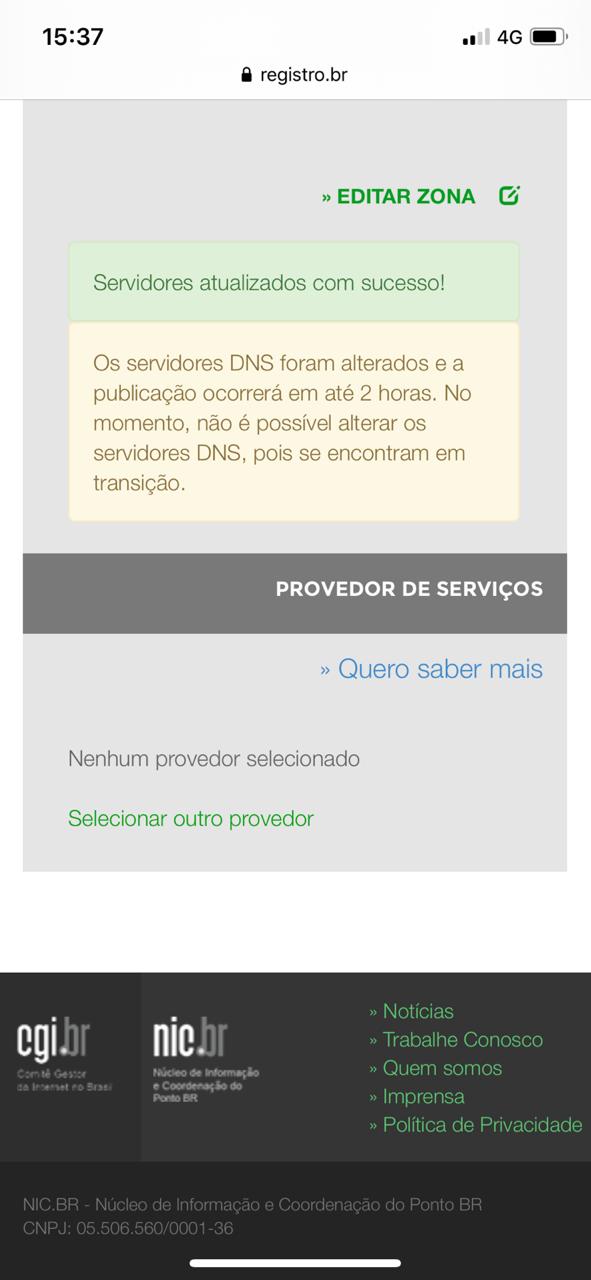 15:37
4G
registro.br
» EDITAR ZONA
Servidores atualizados com sucesso!
Os servidores DNS foram alterados e a
publicação ocorrerá em até 2 horas. No
momento, não é possível alterar os
servidores DNS, pois se encontram em
transição.
PROVEDOR DE SERVIÇOS
» Quero saber mais
Nenhum provedor selecionado
Selecionar outro provedor
cgi.br
Comitê Gestor
da Internet no Brasil
nic.br
Núcleo de Informação
e Coordenação do
Ponto BR
» Notícias
» Trabalhe Conosco
» Quem somos
» Imprensa
» Política de Privacidade
NIC.BR - Núcleo de Informação e Coordenação do Ponto BR
CNPJ: 05.506.560/0001-36